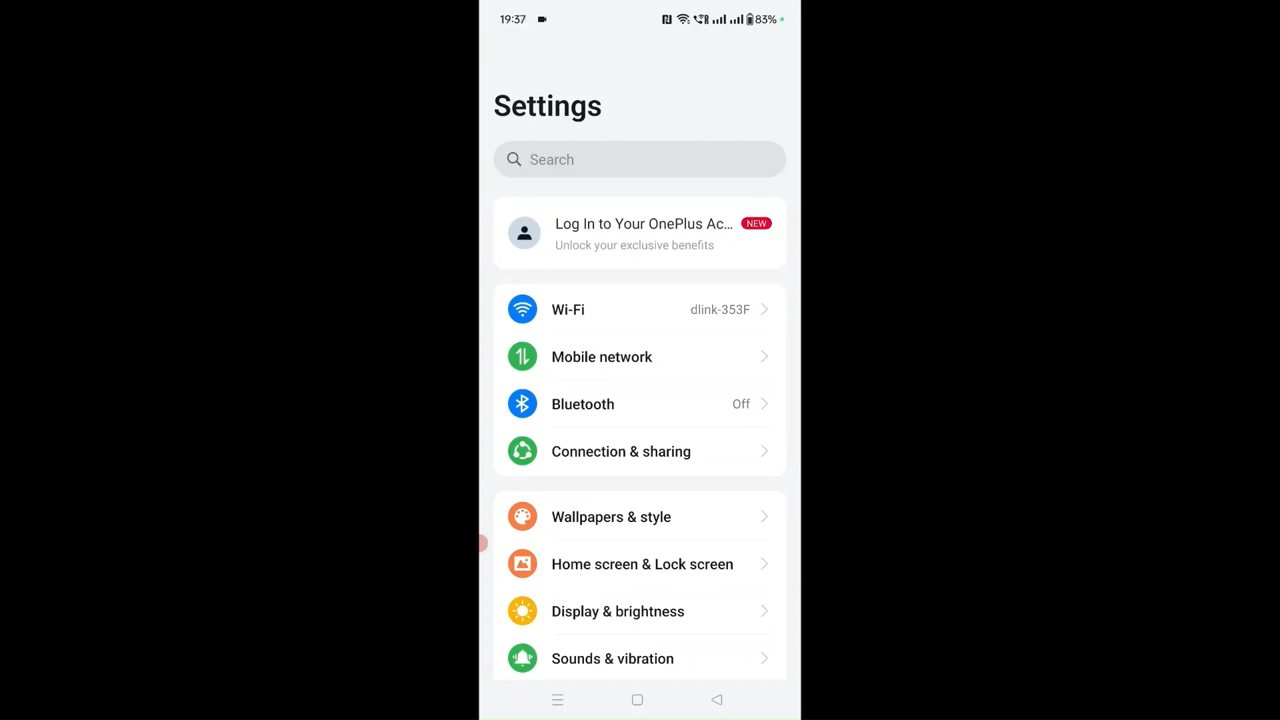 19:37 83%
Settings
Search
Log In to Your OnePlus Ac... NEW
Unlock your exclusive benefits
Wi-Fi dlink-353F
Mobile network
Bluetooth Off
Connection & sharing
Wallpapers & style
Home screen & Lock screen
Display & brightness
Sounds & vibration